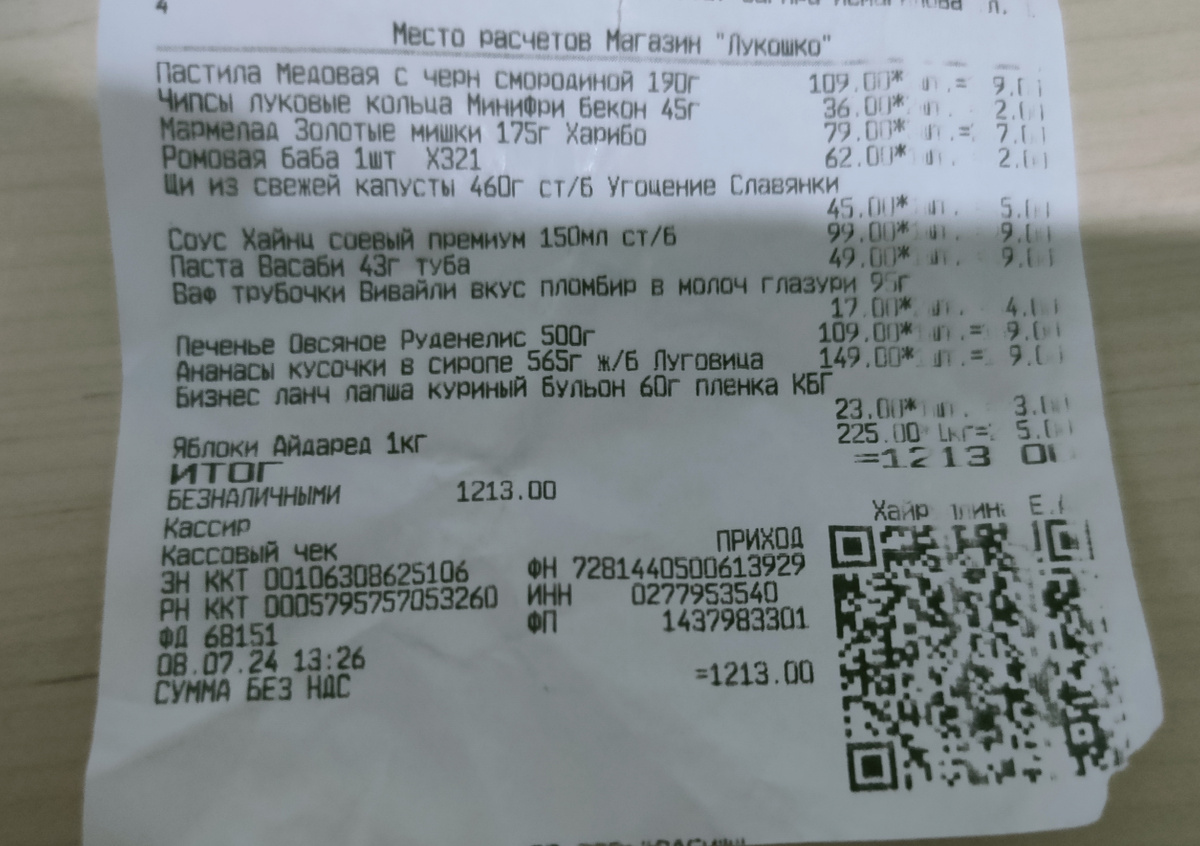 4
Место расчетов Магазин "Лукошко"
Пастила Медовая с черн смородиной 190г 109.00*
Чипсы луковые кольца Минифри Бекон 45г 36.00*
Мармелад Золотые мишки 175г Харибо 79.00*
Ромовая баба 1шт Х321 62.00*
Щи из свежей капусты 460г ст/б Угощение Славянки
45.00*
Соус Хайнц соевый премиум 150мл ст/б 99.00*
Паста Васаби 43г туба 49.00*
Ваф трубочки Вивайли вкус пломбир в молоч глазури 95г
17.00*
Печенье Овсяное Руденелис 500г 109.00*
Ананасы кусочки в сиропе 565г ж/б Луговица 149.00*
Бизнес ланч лапша куриный бульон 60г пленка КБГ
23.00*
Яблоки Айдаред 1кг 225.00
ИТОГ =1213
БЕЗНАЛИЧНЫМИ 1213.00
Кассир
Кассовый чек ПРИХОД
ЗН ККТ 00106308625106 ФН 7281440500613929
РН ККТ 0005795757053260 ИНН 0277953540
ФД 68151 ФП 1437983301
08.07.24 13:26
СУММА БЕЗ НДС =1213.00